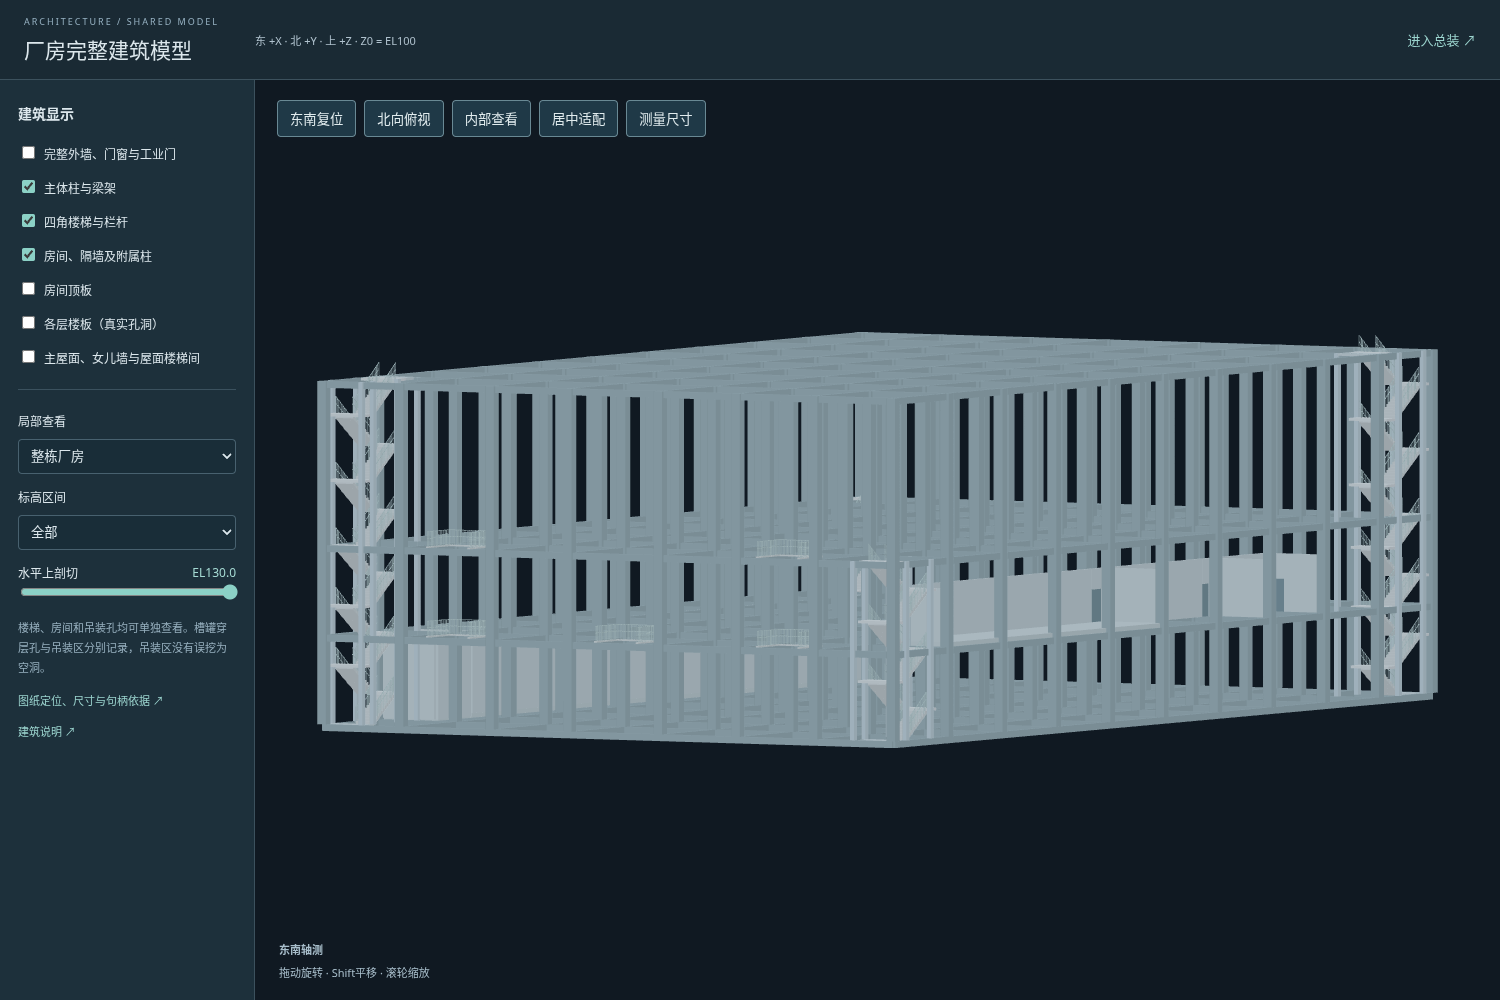 ARCHITECTURE / SHARED MODEL
厂房完整建筑模型
东 +X · 北 +Y · 上 +Z · Z0 = EL100
进入总装 ↗
建筑显示
完整外墙、门窗与工业门
主体柱与梁架
四角楼梯与栏杆
房间、隔墙及附属柱
房间顶板
各层楼板（真实孔洞）
主屋面、女儿墙与屋面楼梯间
局部查看
整栋厂房
标高区间
全部
水平上剖切 EL130.0
楼梯、房间和吊装孔均可单独查看。槽罐穿
层孔与吊装区分别记录，吊装区没有误挖为
空洞。
图纸定位、尺寸与句柄依据 ↗
建筑说明 ↗
东南复位 北向俯视 内部查看 居中适配 测量尺寸
东南轴测
拖动旋转 · Shift平移 · 滚轮缩放